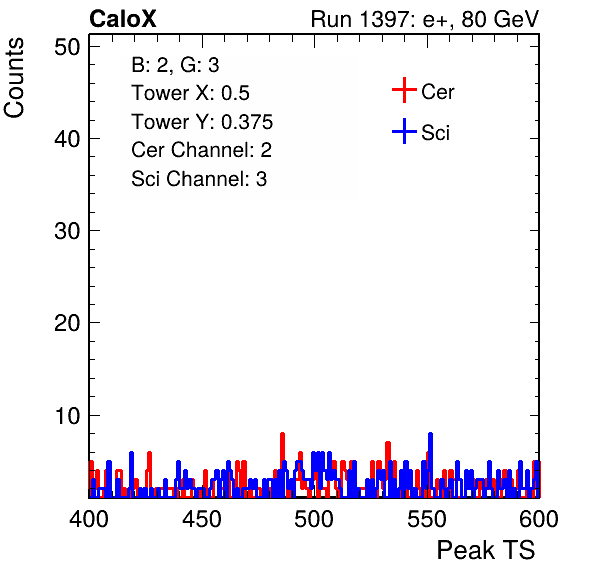 CaloX Run 1397: e+, 80 GeV
Counts
50
40
30
20
10
B: 2, G: 3
Tower X: 0.5
Tower Y: 0.375
Cer Channel: 2
Sci Channel: 3
Cer
Sci
400 450 500 550 600
Peak TS